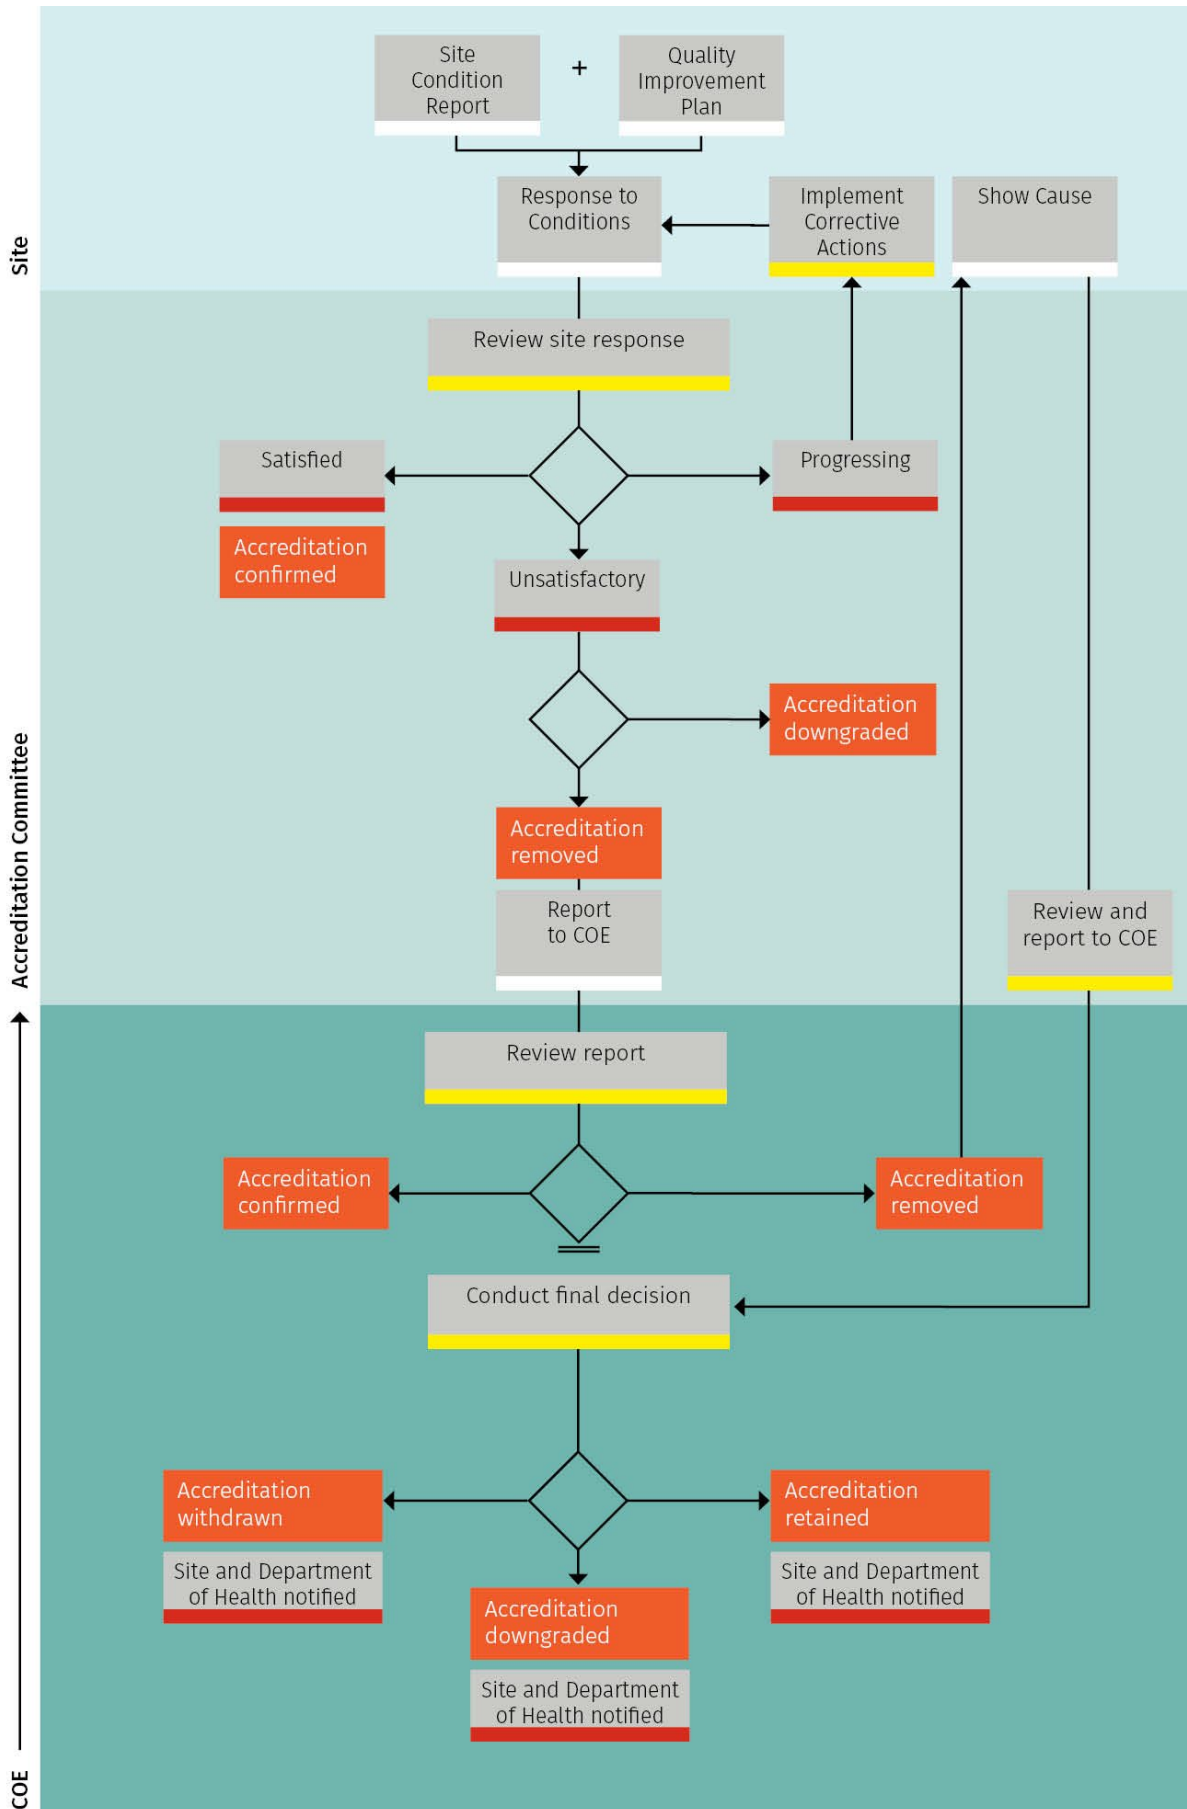 Site
Condition
Report
+
Quality
Improvement
Plan
Response to
Conditions
Implement
Corrective
Actions
Show Cause
Site
Review site response
Satisfied
Progressing
Accreditation
confirmed
Unsatisfactory
Accreditation
downgraded
Accreditation
removed
Report
to COE
Review and
report to COE
Accreditation Committee
Review report
Accreditation
confirmed
Accreditation
removed
Conduct final decision
Accreditation
withdrawn
Site and Department
of Health notified
Accreditation
retained
Site and Department
of Health notified
Accreditation
downgraded
Site and Department
of Health notified
COE